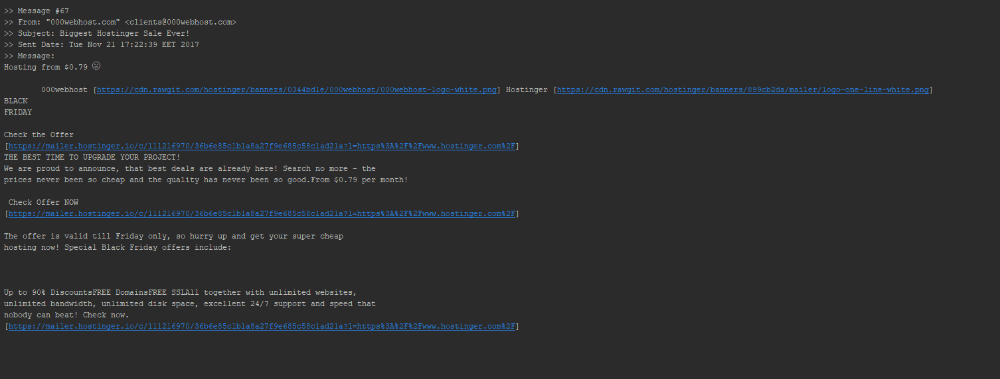 >> Message #67
>> From: "000webhost.com" <clients@000webhost.com>
>> Subject: Biggest Hostinger Sale Ever!
>> Sent Date: Tue Nov 21 17:22:39 EET 2017
>> Message:
Hosting from $0.79 ☹
000webhost [https://cdn.rawgit.com/hostinger/banners/0344bd1e/000webhost/000webhost-logo-white.png] Hostinger [https://cdn.rawgit.com/hostinger/banners/899cb2da/mailer/logo-one-line-white.png]
BLACK
FRIDAY
Check the Offer
[https://mailer.hostinger.io/c/111216970/36b6e85c1b1a8a27f9e685c58c1ad21a?l=https%3A%2F%2Fwww.hostinger.com%2F]
THE BEST TIME TO UPGRADE YOUR PROJECT!
We are proud to announce, that best deals are already here! Search no more - the
prices never been so cheap and the quality has never been so good.From $0.79 per month!
Check Offer NOW
[https://mailer.hostinger.io/c/111216970/36b6e85c1b1a8a27f9e685c58c1ad21a?l=https%3A%2F%2Fwww.hostinger.com%2F]
The offer is valid till Friday only, so hurry up and get your super cheap
hosting now! Special Black Friday offers include:
Up to 90% DiscountsFREE DomainsFREE SSLAll together with unlimited websites,
unlimited bandwidth, unlimited disk space, excellent 24/7 support and speed that
nobody can beat! Check now.
[https://mailer.hostinger.io/c/111216970/36b6e85c1b1a8a27f9e685c58c1ad21a?l=https%3A%2F%2Fwww.hostinger.com%2F]